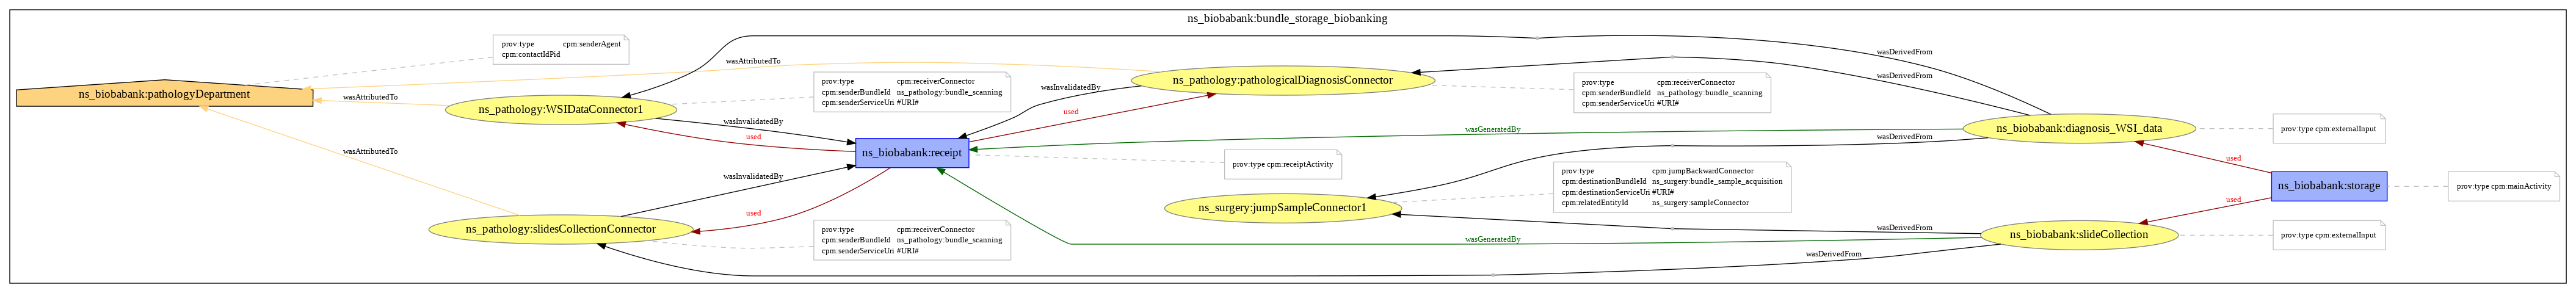 ns_biobabank:bundle_storage_biobanking
prov:type cpm:senderAgent
cpm:contactIdPid
wasDerivedFrom
wasAttributedTo
wasDerivedFrom
ns_pathology:pathologicalDiagnosisConnector
prov:type cpm:receiverConnector
cpm:senderBundleId ns_pathology:bundle_scanning
cpm:senderServiceUri #URI#
prov:type cpm:receiverConnector
cpm:senderBundleId ns_pathology:bundle_scanning
cpm:senderServiceUri #URI#
ns_biobabank:pathologyDepartment
wasAttributedTo
ns_pathology:WSIDataConnector1
wasInvalidatedBy
used
wasInvalidatedBy
used
wasGeneratedBy
ns_biobabank:diagnosis_WSI_data
prov:type cpm:externalInput
wasDerivedFrom
wasAttributedTo
ns_biobabank:receipt
prov:type cpm:receiptActivity
used
prov:type cpm:jumpBackwardConnector
cpm:destinationBundleId ns_surgery:bundle_sample_acquisition
cpm:destinationServiceUri #URI#
cpm:relatedEntityId ns_surgery:sampleConnector
wasInvalidatedBy
ns_biobabank:storage
prov:type cpm:mainActivity
used
ns_surgery:jumpSampleConnector1
used
ns_pathology:slidesCollectionConnector
prov:type cpm:receiverConnector
cpm:senderBundleId ns_pathology:bundle_scanning
cpm:senderServiceUri #URI#
wasDerivedFrom
wasGeneratedBy
ns_biobabank:slideCollection
prov:type cpm:externalInput
wasDerivedFrom